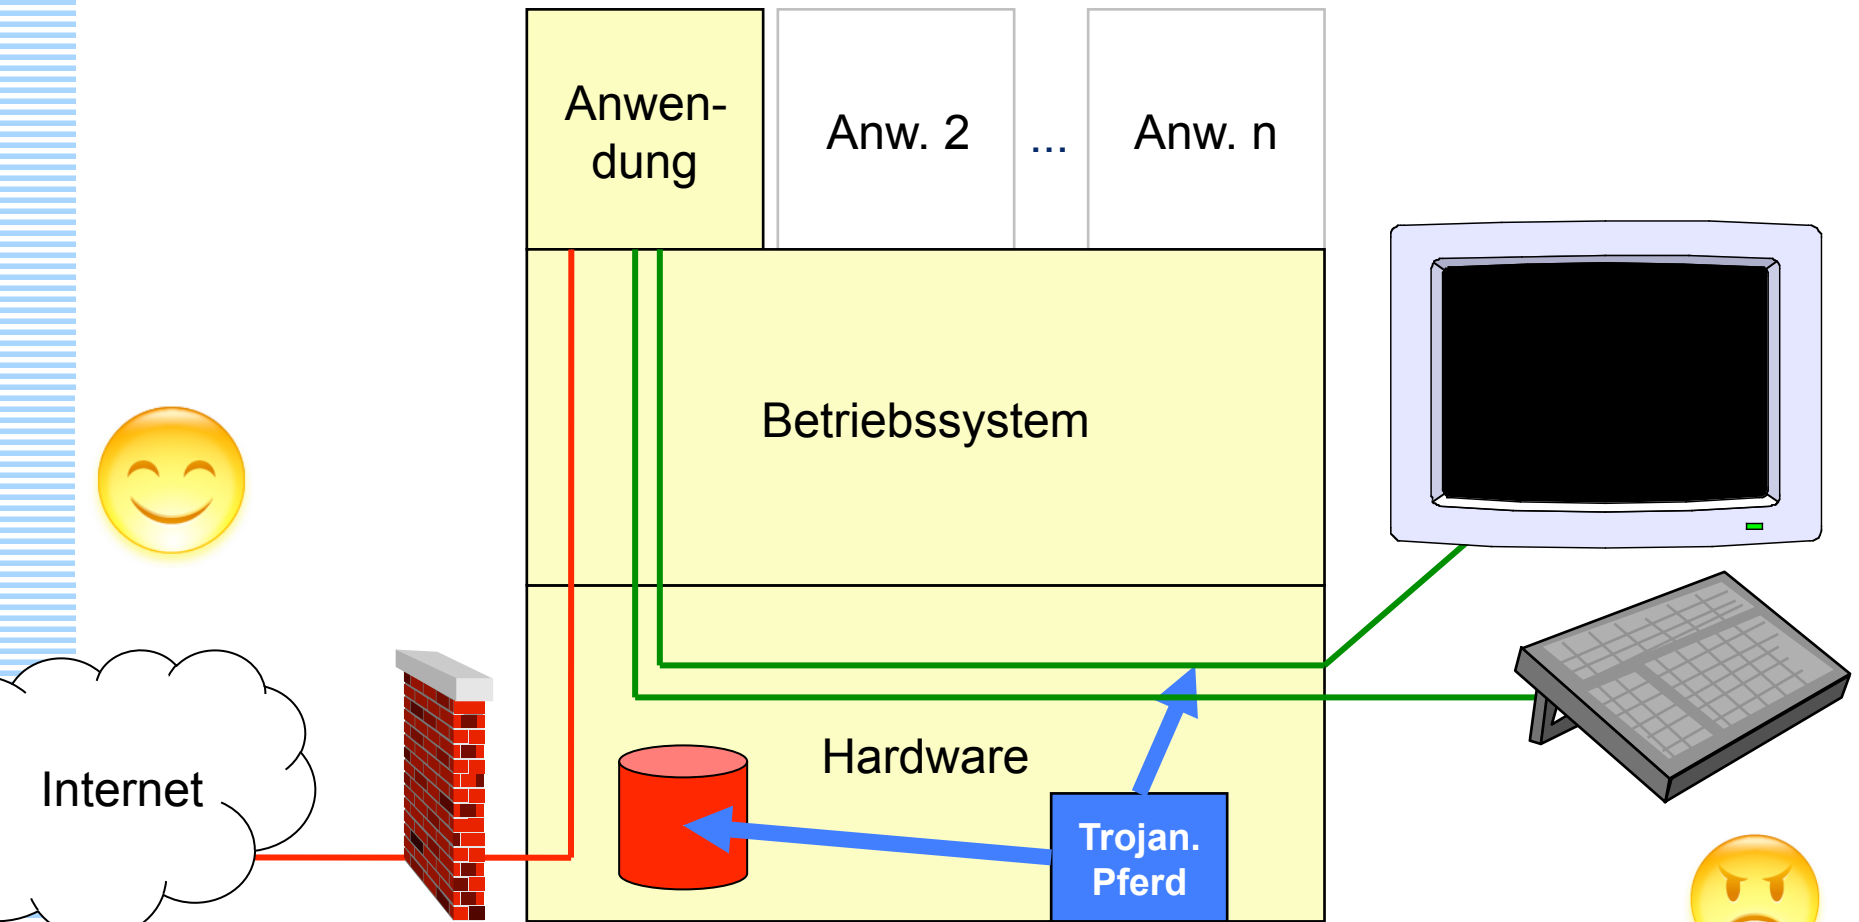 Anwen-
dung
Anw. 2
...
Anw. n
Betriebssystem
Hardware
Internet
Trojan.
Pferd